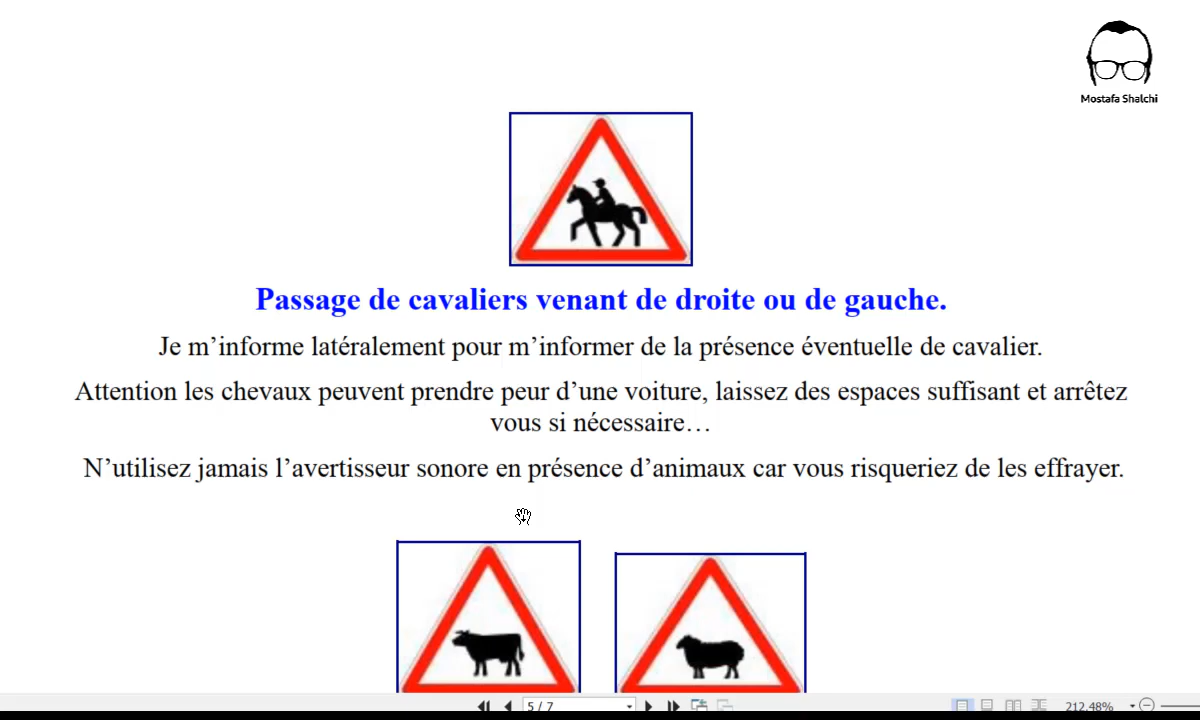 Mostafa Shalchi
Passage de cavaliers venant de droite ou de gauche.
Je m’informe latéralement pour m’informer de la présence éventuelle de cavalier.
Attention les chevaux peuvent prendre peur d’une voiture, laissez des espaces suffisant et arrêtez
vous si nécessaire…
N’utilisez jamais l’avertisseur sonore en présence d’animaux car vous risqueriez de les effrayer.
5 / 7
212.48%